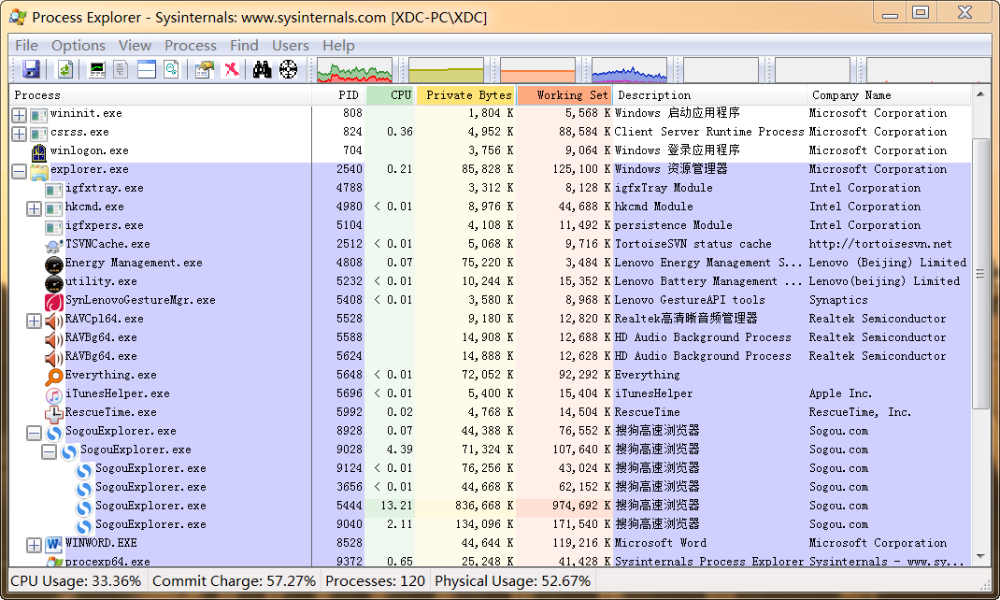 Process Explorer - Sysinternals: www.sysinternals.com [XDC-PC\XDC]
File Options View Process Find Users Help
Process PID CPU Private Bytes Working Set Description Company Name
wininit.exe 808 1,804 K 5,568 K Windows 启动应用程序 Microsoft Corporation
csrss.exe 824 0.36 4,952 K 88,584 K Client Server Runtime Process Microsoft Corporation
winlogon.exe 704 3,756 K 9,064 K Windows 登录应用程序 Microsoft Corporation
explorer.exe 2540 0.21 85,828 K 125,100 K Windows 资源管理器 Microsoft Corporation
igfxtray.exe 4788 3,312 K 8,128 K igfxTray Module Intel Corporation
hkcmd.exe 4980 < 0.01 8,976 K 44,688 K hkcmd Module Intel Corporation
igfxpers.exe 5104 4,108 K 11,492 K persistence Module Intel Corporation
TSVNCache.exe 2512 < 0.01 5,068 K 9,716 K TortoiseSVN status cache http://tortoisesvn.net
Energy Management.exe 4808 0.07 75,220 K 3,484 K Lenovo Energy Management S... Lenovo (Beijing) Limited
utility.exe 5232 < 0.01 10,244 K 15,352 K Lenovo Battery Management ... Lenovo(beijing) Limited
SynLenovoGestureMgr.exe 5408 < 0.01 3,580 K 8,968 K Lenovo GestureAPI tools Synaptics
RAVCpl64.exe 5528 9,180 K 12,820 K Realtek高清晰音频管理器 Realtek Semiconductor
RAVBg64.exe 5588 14,908 K 12,688 K HD Audio Background Process Realtek Semiconductor
RAVBg64.exe 5624 14,888 K 12,628 K HD Audio Background Process Realtek Semiconductor
Everything.exe 5648 < 0.01 72,052 K 92,292 K Everything
iTunesHelper.exe 5696 < 0.01 5,400 K 15,404 K iTunesHelper Apple Inc.
RescueTime.exe 5992 0.02 4,768 K 14,504 K RescueTime RescueTime, Inc.
SogouExplorer.exe 8928 0.07 44,388 K 76,552 K 搜狗高速浏览器 Sogou.com
SogouExplorer.exe 9028 4.39 71,324 K 107,640 K 搜狗高速浏览器 Sogou.com
SogouExplorer.exe 9124 < 0.01 76,256 K 43,024 K 搜狗高速浏览器 Sogou.com
SogouExplorer.exe 3656 < 0.01 44,668 K 62,152 K 搜狗高速浏览器 Sogou.com
SogouExplorer.exe 5444 13.21 836,668 K 974,692 K 搜狗高速浏览器 Sogou.com
SogouExplorer.exe 9040 2.11 134,096 K 171,540 K 搜狗高速浏览器 Sogou.com
WINWORD.EXE 8528 44,644 K 119,216 K Microsoft Word Microsoft Corporation
procexp64.exe 9372 0.65 25,248 K 41,428 K Sysinternals Process Explorer Sysinternals - www.sy...
CPU Usage: 33.36% Commit Charge: 57.27% Processes: 120 Physical Usage: 52.67%